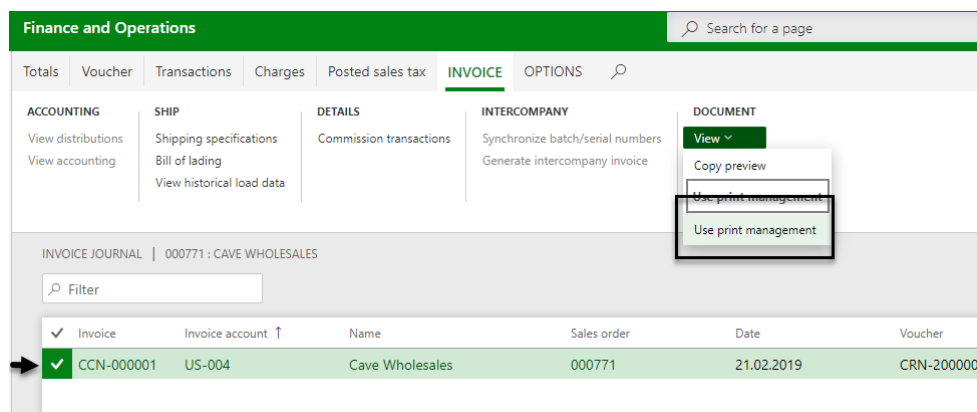 Finance and Operations
Search for a page
Totals Voucher Transactions Charges Posted sales tax INVOICE OPTIONS
ACCOUNTING SHIP DETAILS INTERCOMPANY DOCUMENT
View distributions Shipping specifications Commission transactions Synchronize batch/serial numbers View
View accounting Bill of lading Generate intercompany invoice Copy preview
View historical load data
Use print management
Use print management
INVOICE JOURNAL | 000771 : CAVE WHOLESALES
Filter
Invoice Invoice account ↑ Name Sales order Date Voucher
CCN-000001 US-004 Cave Wholesales 000771 21.02.2019 CRN-200000